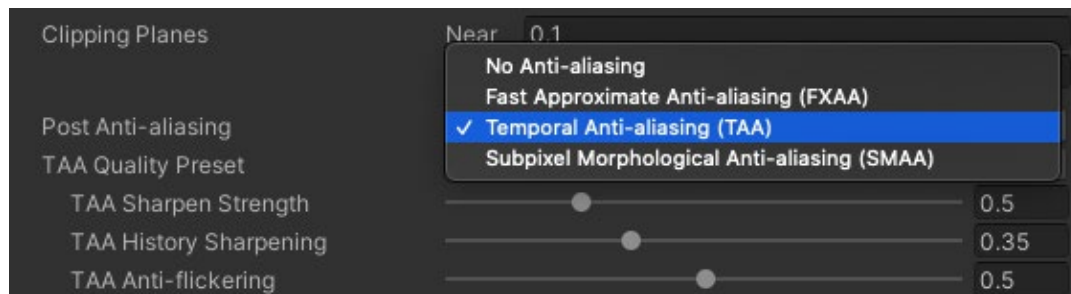 Clipping Planes Near 0.1
No Anti-aliasing
Fast Approximate Anti-aliasing (FXAA)
Post Anti-aliasing ✓ Temporal Anti-aliasing (TAA)
TAA Quality Preset Subpixel Morphological Anti-aliasing (SMAA)
TAA Sharpen Strength 0.5
TAA History Sharpening 0.35
TAA Anti-flickering 0.5